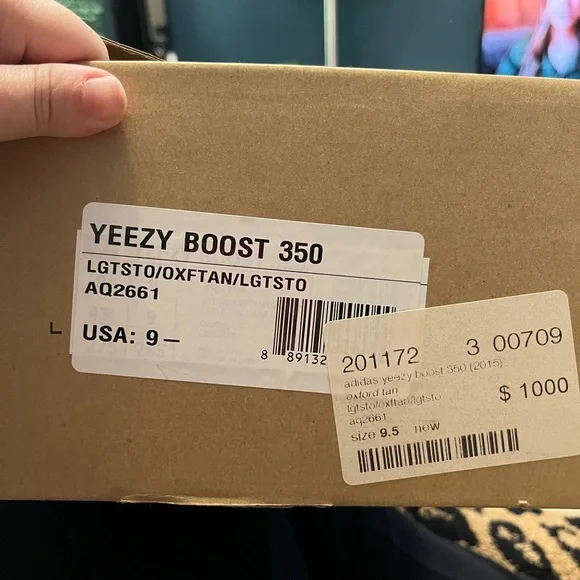 YEEZY BOOST 350
LGTSTO/OXFTAN/LGTSTO
AQ2661
USA: 9–
8 89132
201172 3 00709
adidas yeezy boost 350 (2015)
oxford tan
lgtsto/oxftan/lgtsto
$ 1000
aq2661
size 9.5 new